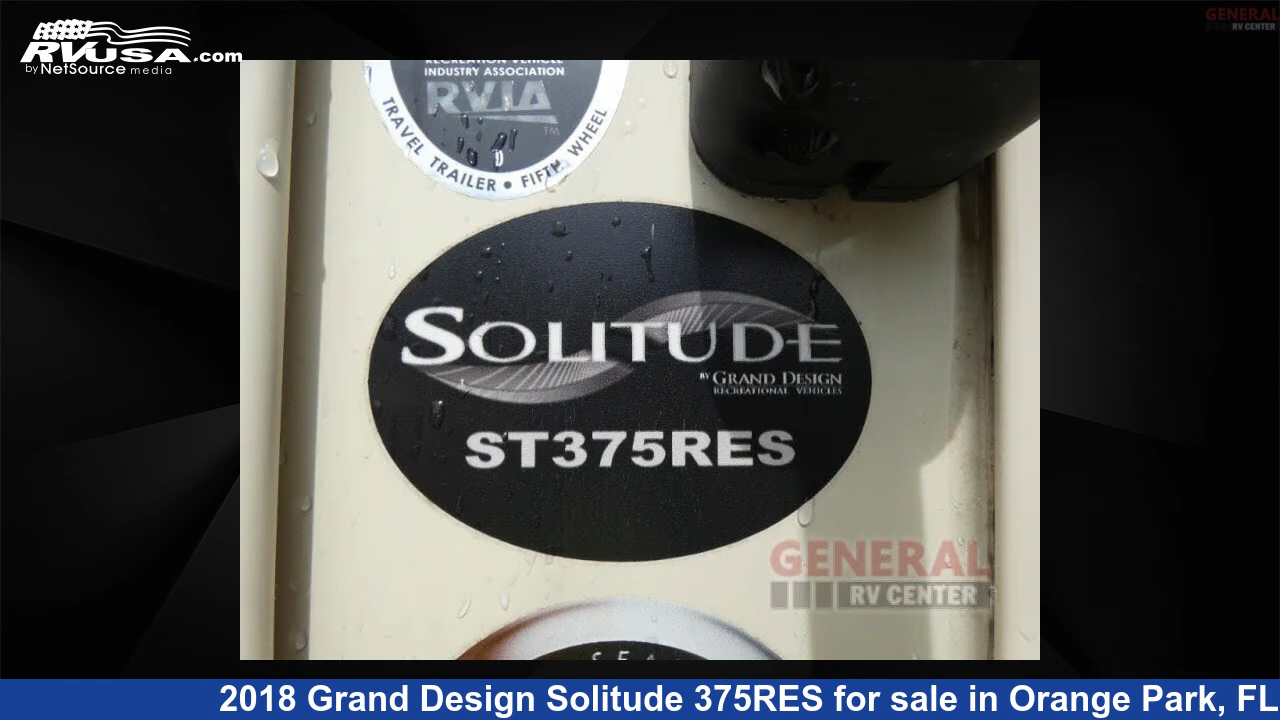 RVUSA.com
by NetSource media
GENERAL
RV CENTER
RECREATION VEHICLE
INDUSTRY ASSOCIATION
RVIA
TM
TRAVEL TRAILER • FIFTH WHEEL
SOLITUDE
BY GRAND DESIGN
RECREATIONAL VEHICLES
ST375RES
GENERAL
RV CENTER
2018 Grand Design Solitude 375RES for sale in Orange Park, FL